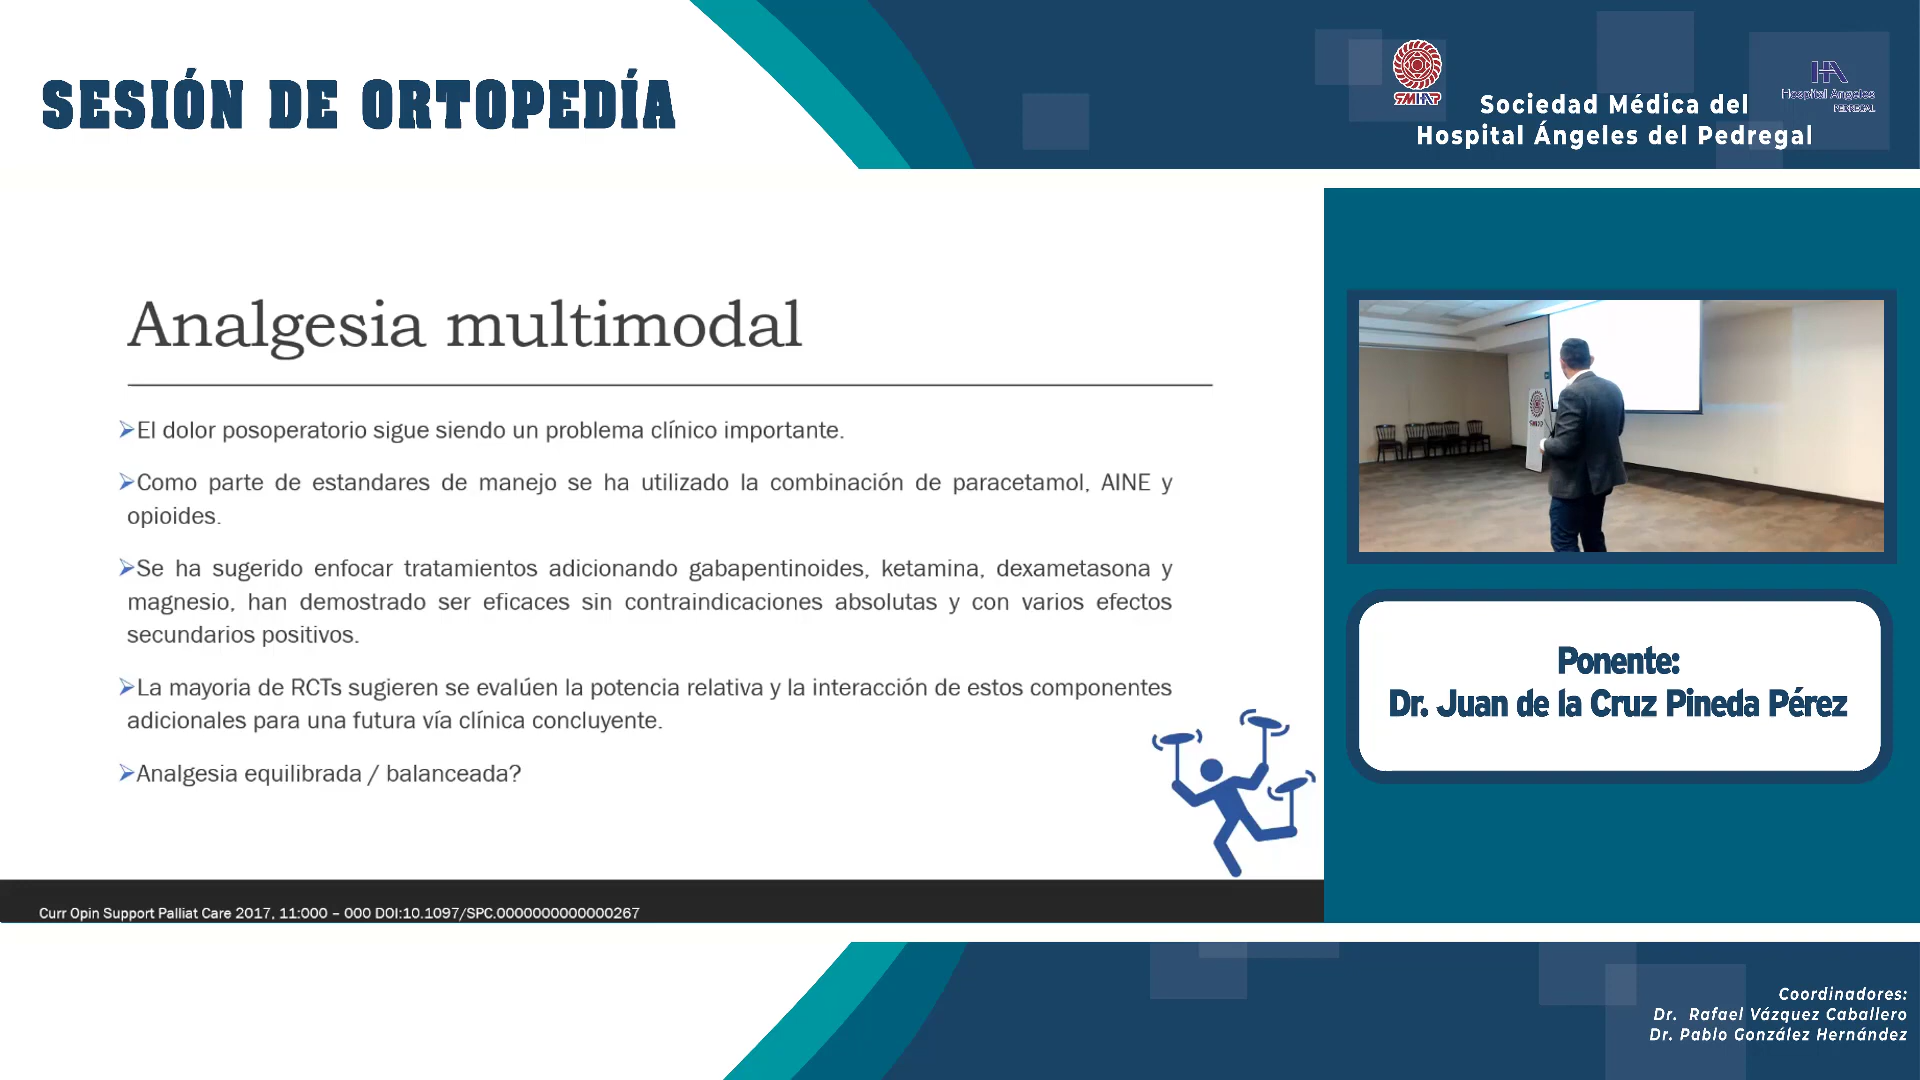 SESIÓN DE ORTOPEDÍA
SMHAP
Hospital Angeles
PEDREGAL
Sociedad Médica del
Hospital Ángeles del Pedregal
Analgesia multimodal
El dolor posoperatorio sigue siendo un problema clínico importante.
Como parte de estandares de manejo se ha utilizado la combinación de paracetamol, AINE y
opioides.
Se ha sugerido enfocar tratamientos adicionando gabapentinoides, ketamina, dexametasona y
magnesio, han demostrado ser eficaces sin contraindicaciones absolutas y con varios efectos
secundarios positivos.
La mayoria de RCTs sugieren se evalúen la potencia relativa y la interacción de estos componentes
adicionales para una futura vía clínica concluyente.
Analgesia equilibrada / balanceada?
Curr Opin Support Palliat Care 2017, 11:000 – 000 DOI:10.1097/SPC.0000000000000267
Ponente:
Dr. Juan de la Cruz Pineda Pérez
Coordinadores:
Dr. Rafael Vázquez Caballero
Dr. Pablo González Hernández